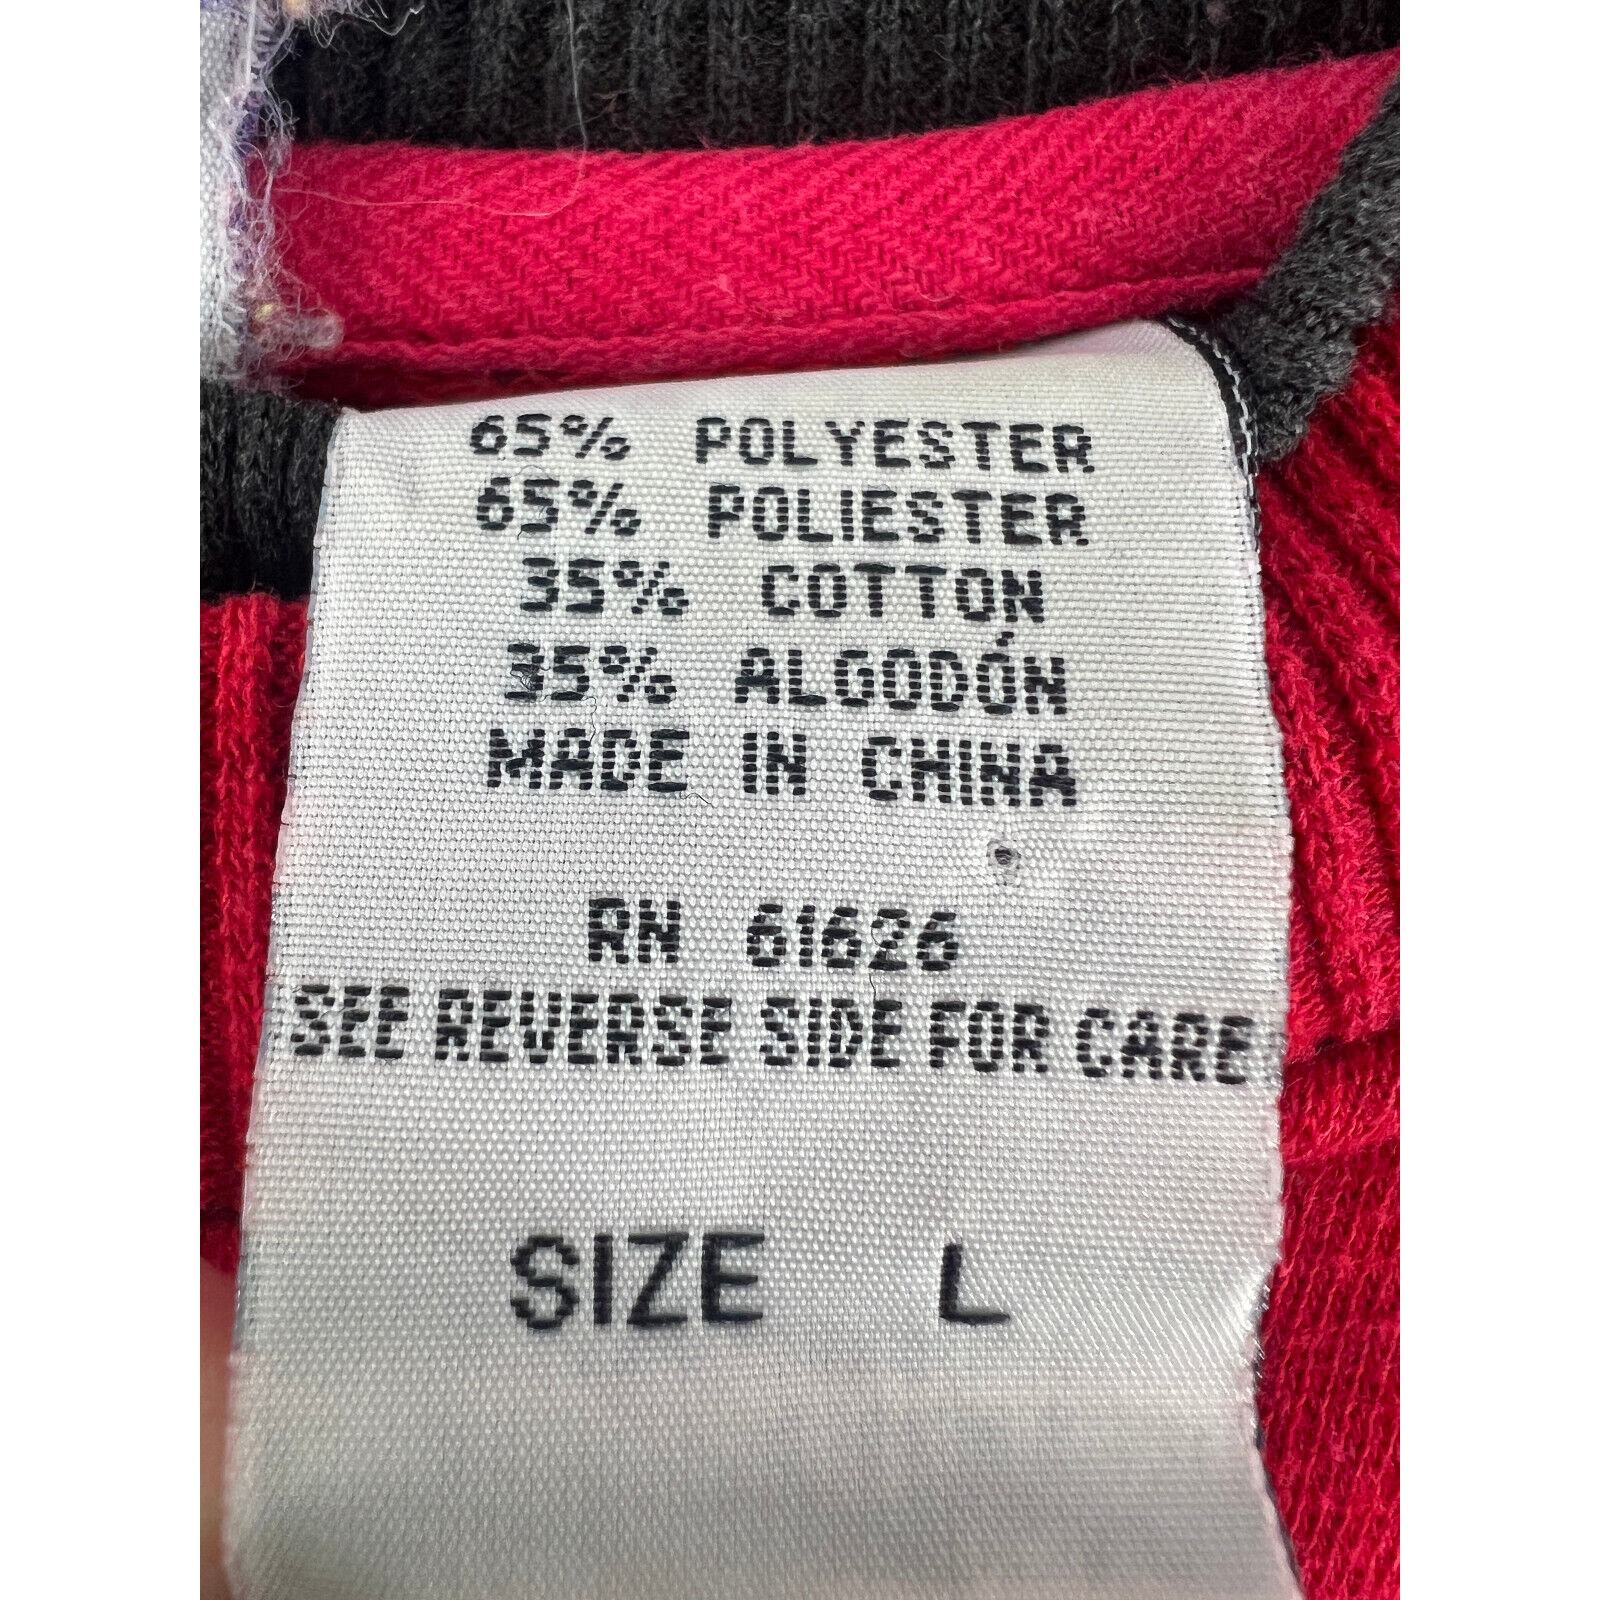 65% POLYESTER
65% POLIESTER
35% COTTON
35% ALGODÓN
MADE IN CHINA
RN 61626
SEE REVERSE SIDE FOR CARE
SIZE L